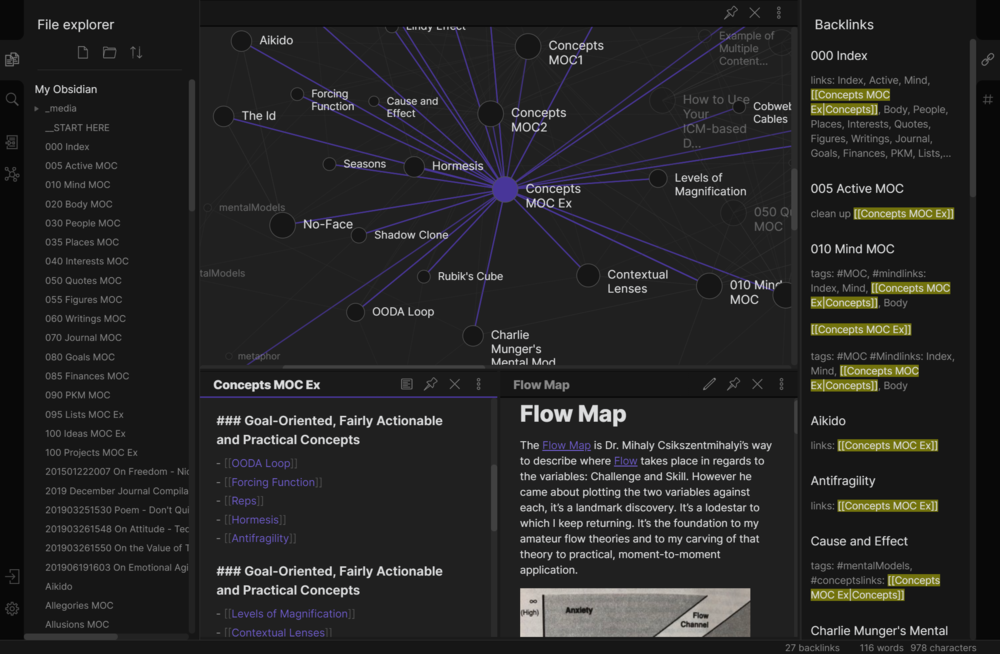 File explorer
My Obsidian
_media
__START HERE
000 Index
005 Active MOC
010 Mind MOC
020 Body MOC
030 People MOC
035 Places MOC
040 Interests MOC
050 Quotes MOC
055 Figures MOC
060 Writings MOC
070 Journal MOC
080 Goals MOC
085 Finances MOC
090 PKM MOC
095 Lists MOC Ex
100 Ideas MOC Ex
100 Projects MOC Ex
201501222007 On Freedom - Nic
2019 December Journal Compila
201903251530 Poem - Don't Qui
201903261548 On Attitude - Tec
201903261550 On the Value of T
201906191603 On Emotional Agi
Aikido
Allegories MOC
Allusions MOC
Lindy Effect
Aikido
Concepts
MOC1
Example of
Multiple
Content...
Forcing
Function
Cause and
Effect
The Id
Concepts
MOC2
How to Use
Your
ICM-based
D...
Cobweb
Cables
Seasons
Hormesis
Levels of
Magnification
Concepts
MOC Ex
mentalModels
No-Face
Shadow Clone
050 Qu
MOC
talModels
Rubik's Cube
Contextual
Lenses
010 Mind
MOC
OODA Loop
Charlie
Munger's
Mental Mod
metaphor
Concepts MOC Ex
### Goal-Oriented, Fairly Actionable
and Practical Concepts
- [[OODA Loop]]
- [[Forcing Function]]
- [[Reps]]
- [[Hormesis]]
- [[Antifragility]]
### Goal-Oriented, Fairly Actionable
and Practical Concepts
- [[Levels of Magnification]]
- [[Contextual Lenses]]
Flow Map
Flow Map
The Flow Map is Dr. Mihaly Csikszentmihalyi's way
to describe where Flow takes place in regards to
the variables: Challenge and Skill. However he
came about plotting the two variables against
each, it's a landmark discovery. It's a lodestar to
which I keep returning. It's the foundation to my
amateur flow theories and to my carving of that
theory to practical, moment-to-moment
application.
∞
(High)
Anxiety
Flow
Channel
Backlinks
000 Index
links: Index, Active, Mind,
[[Concepts MOC
Ex|Concepts]], Body, People,
Places, Interests, Quotes,
Figures, Writings, Journal,
Goals, Finances, PKM, Lists,...
005 Active MOC
clean up [[Concepts MOC Ex]]
010 Mind MOC
tags: #MOC, #mindlinks:
Index, Mind, [[Concepts MOC
Ex|Concepts]], Body
[[Concepts MOC Ex]]
tags: #MOC #Mindlinks: Index,
Mind, [[Concepts MOC
Ex|Concepts]], Body
Aikido
links: [[Concepts MOC Ex]]
Antifragility
links: [[Concepts MOC Ex]]
Cause and Effect
tags: #mentalModels,
#conceptslinks: [[Concepts
MOC Ex|Concepts]]
Charlie Munger's Mental
27 backlinks
116 words
978 characters